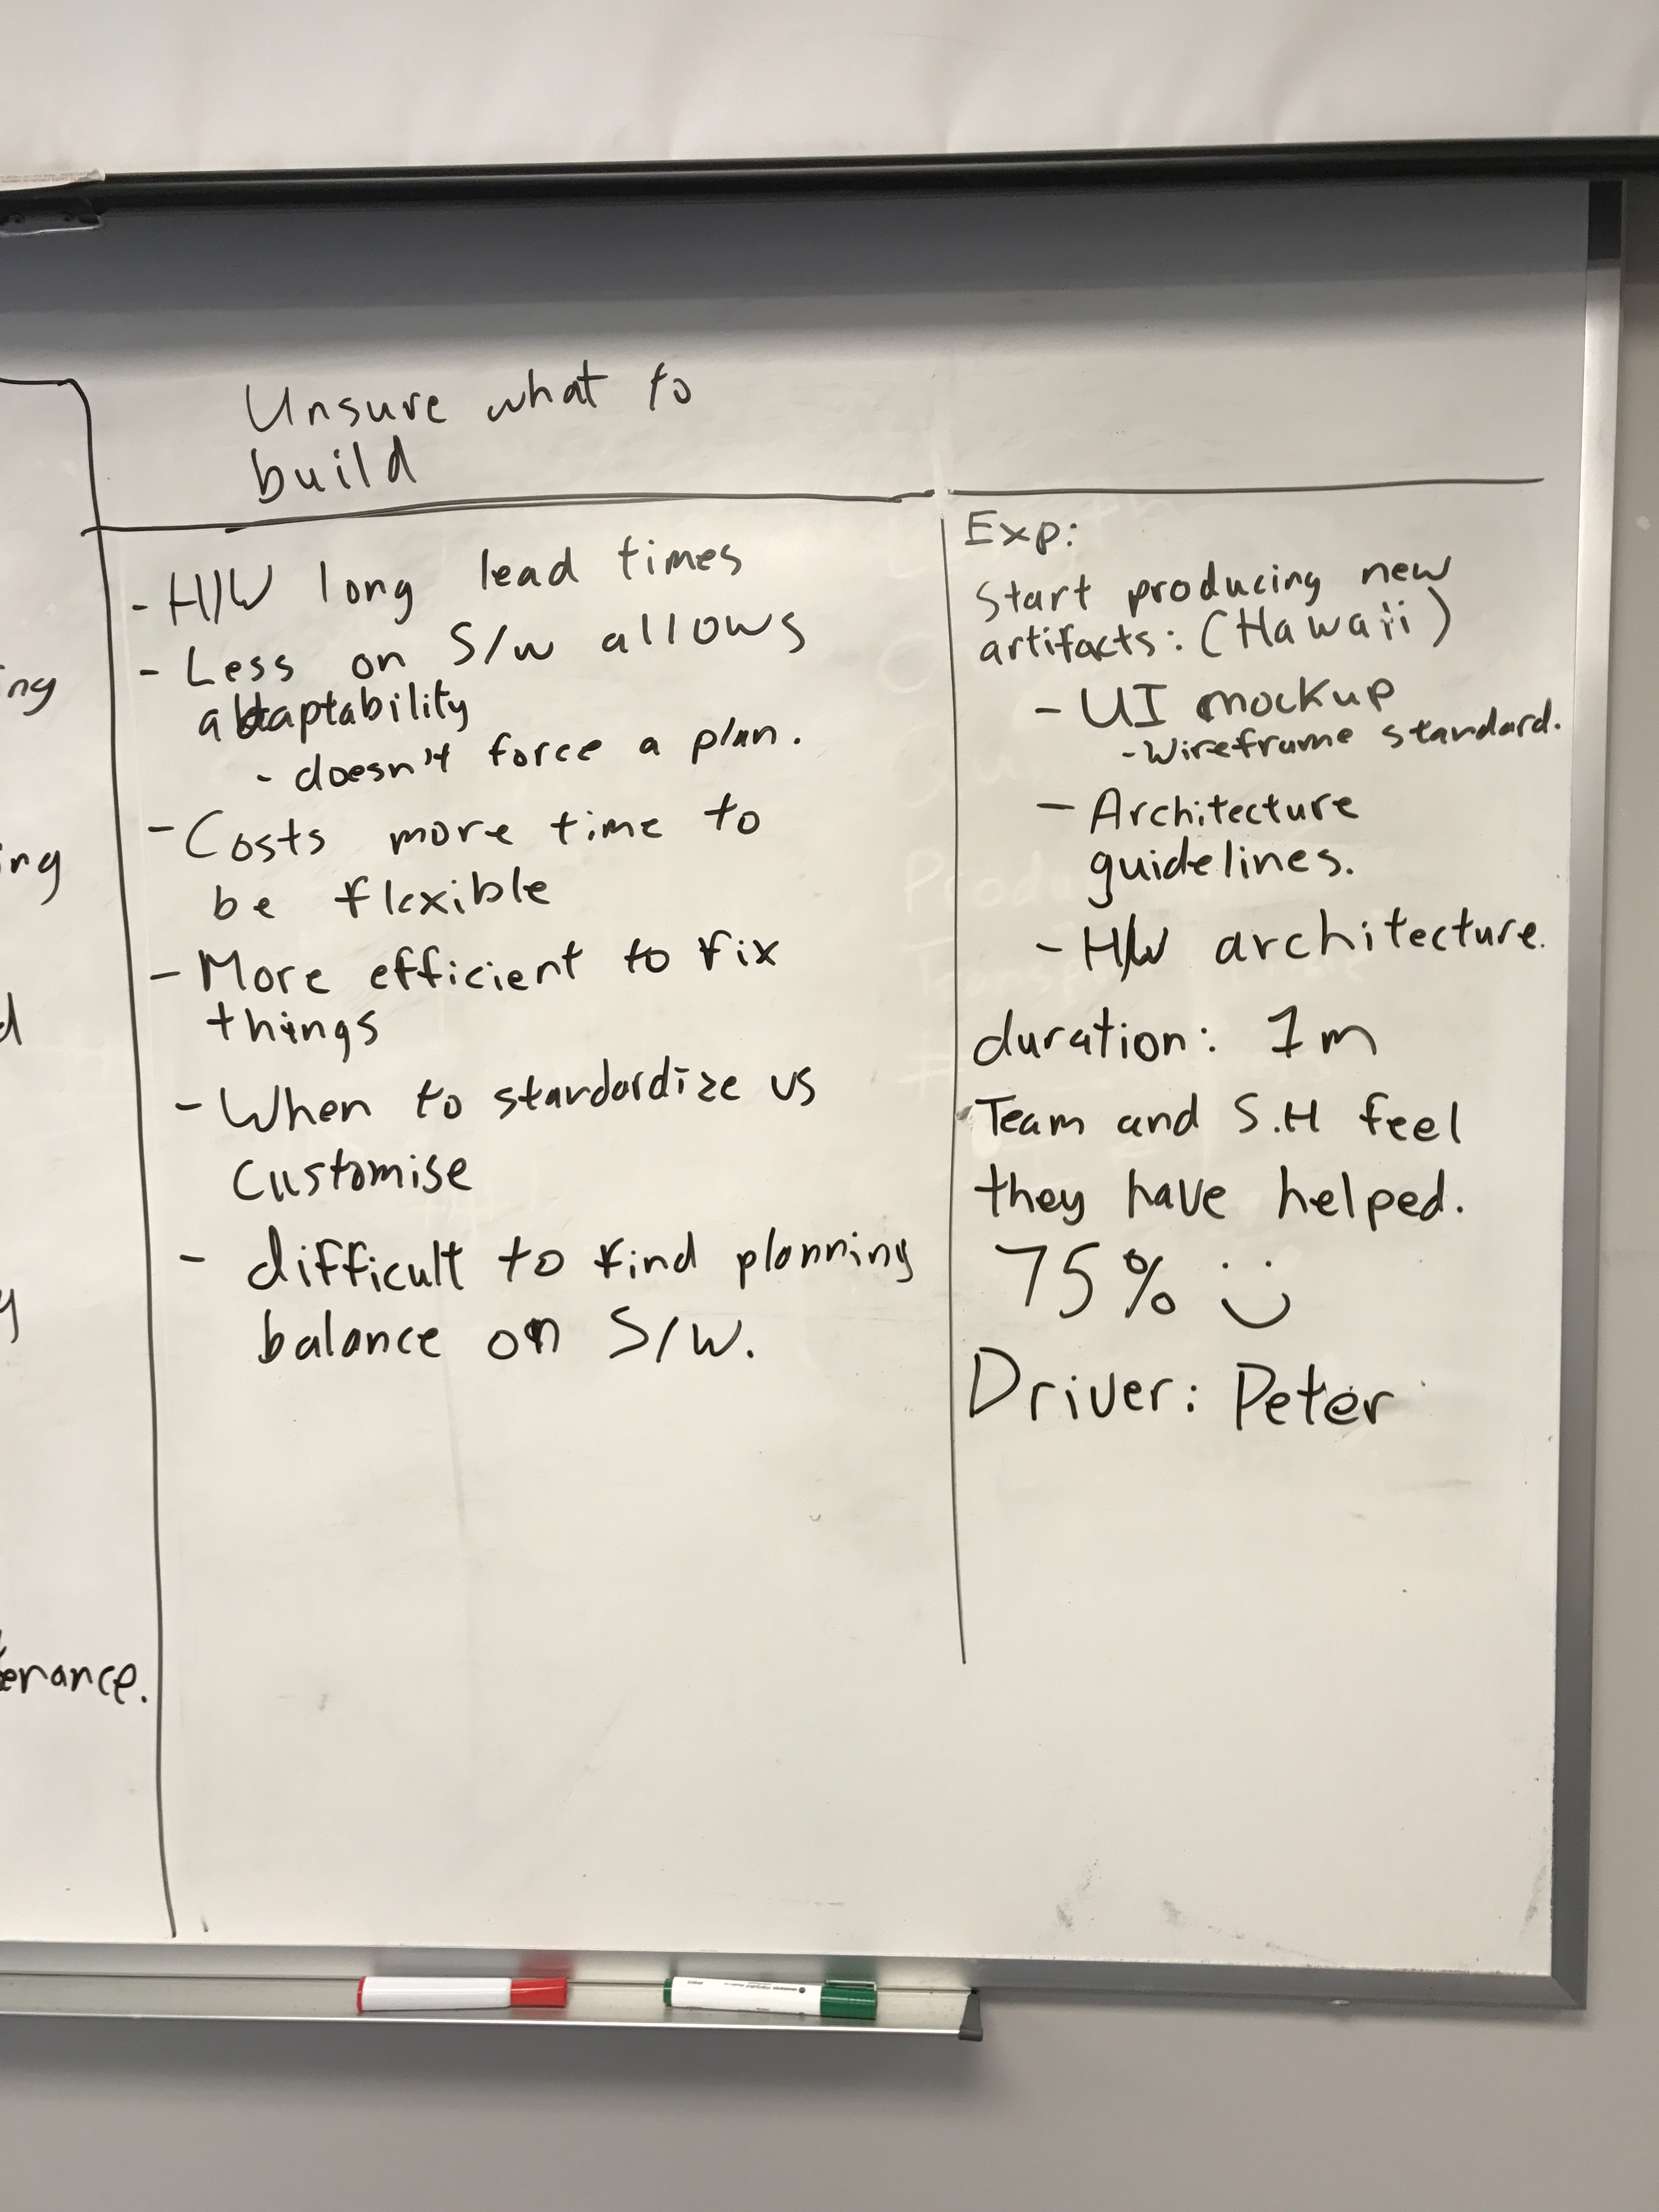 Unsure what to
build
- H/W long lead times
- Less on S/W allows
adaptability
- doesn't force a plan.
- Costs more time to
be flexible
- More efficient to fix
things
- When to standardize vs
customise
- difficult to find planning
balance on S/W.
Exp:
Start producing new
artifacts: (Hawaii)
- UI mockup
- Wireframe standard.
- Architecture
guidelines.
- H/W architecture.
duration: 1m
Team and S.H feel
they have helped.
75% :)
Driver: Peter
ng
ing
d
y
erance.